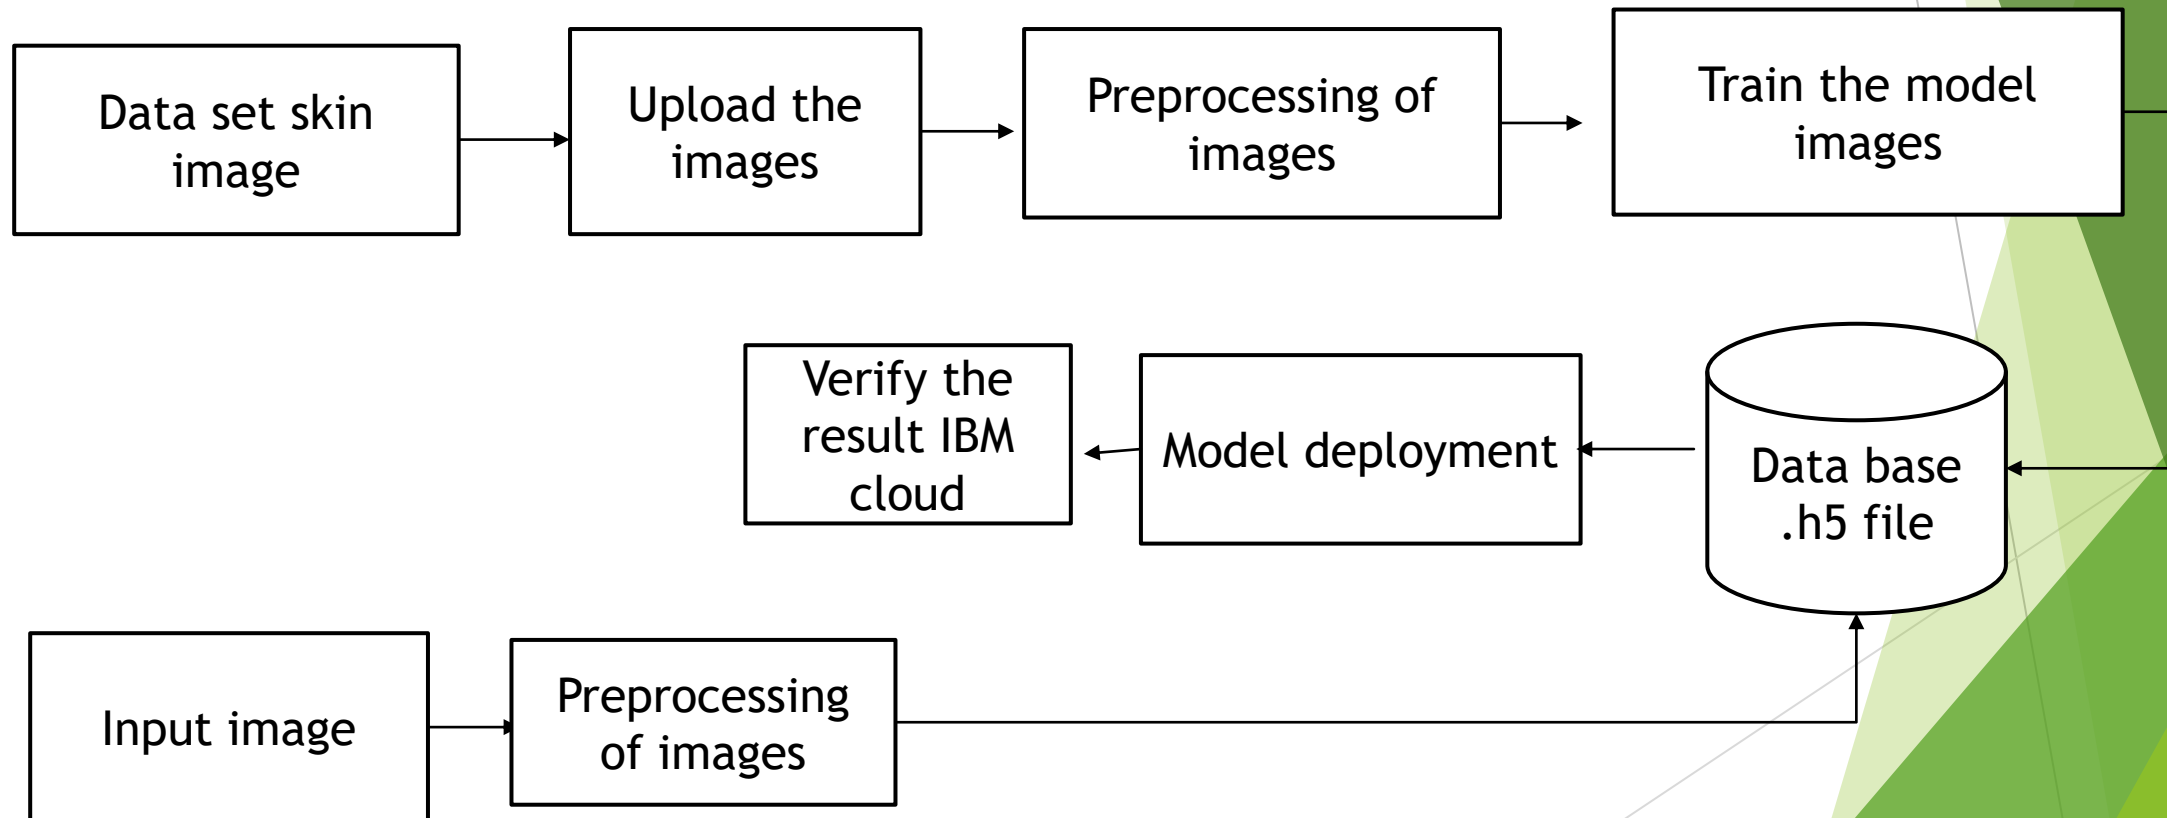 Data set skin
image
Upload the
images
Preprocessing of
images
Train the model
images
Verify the
result IBM
cloud
Model deployment
Data base
.h5 file
Input image
Preprocessing
of images